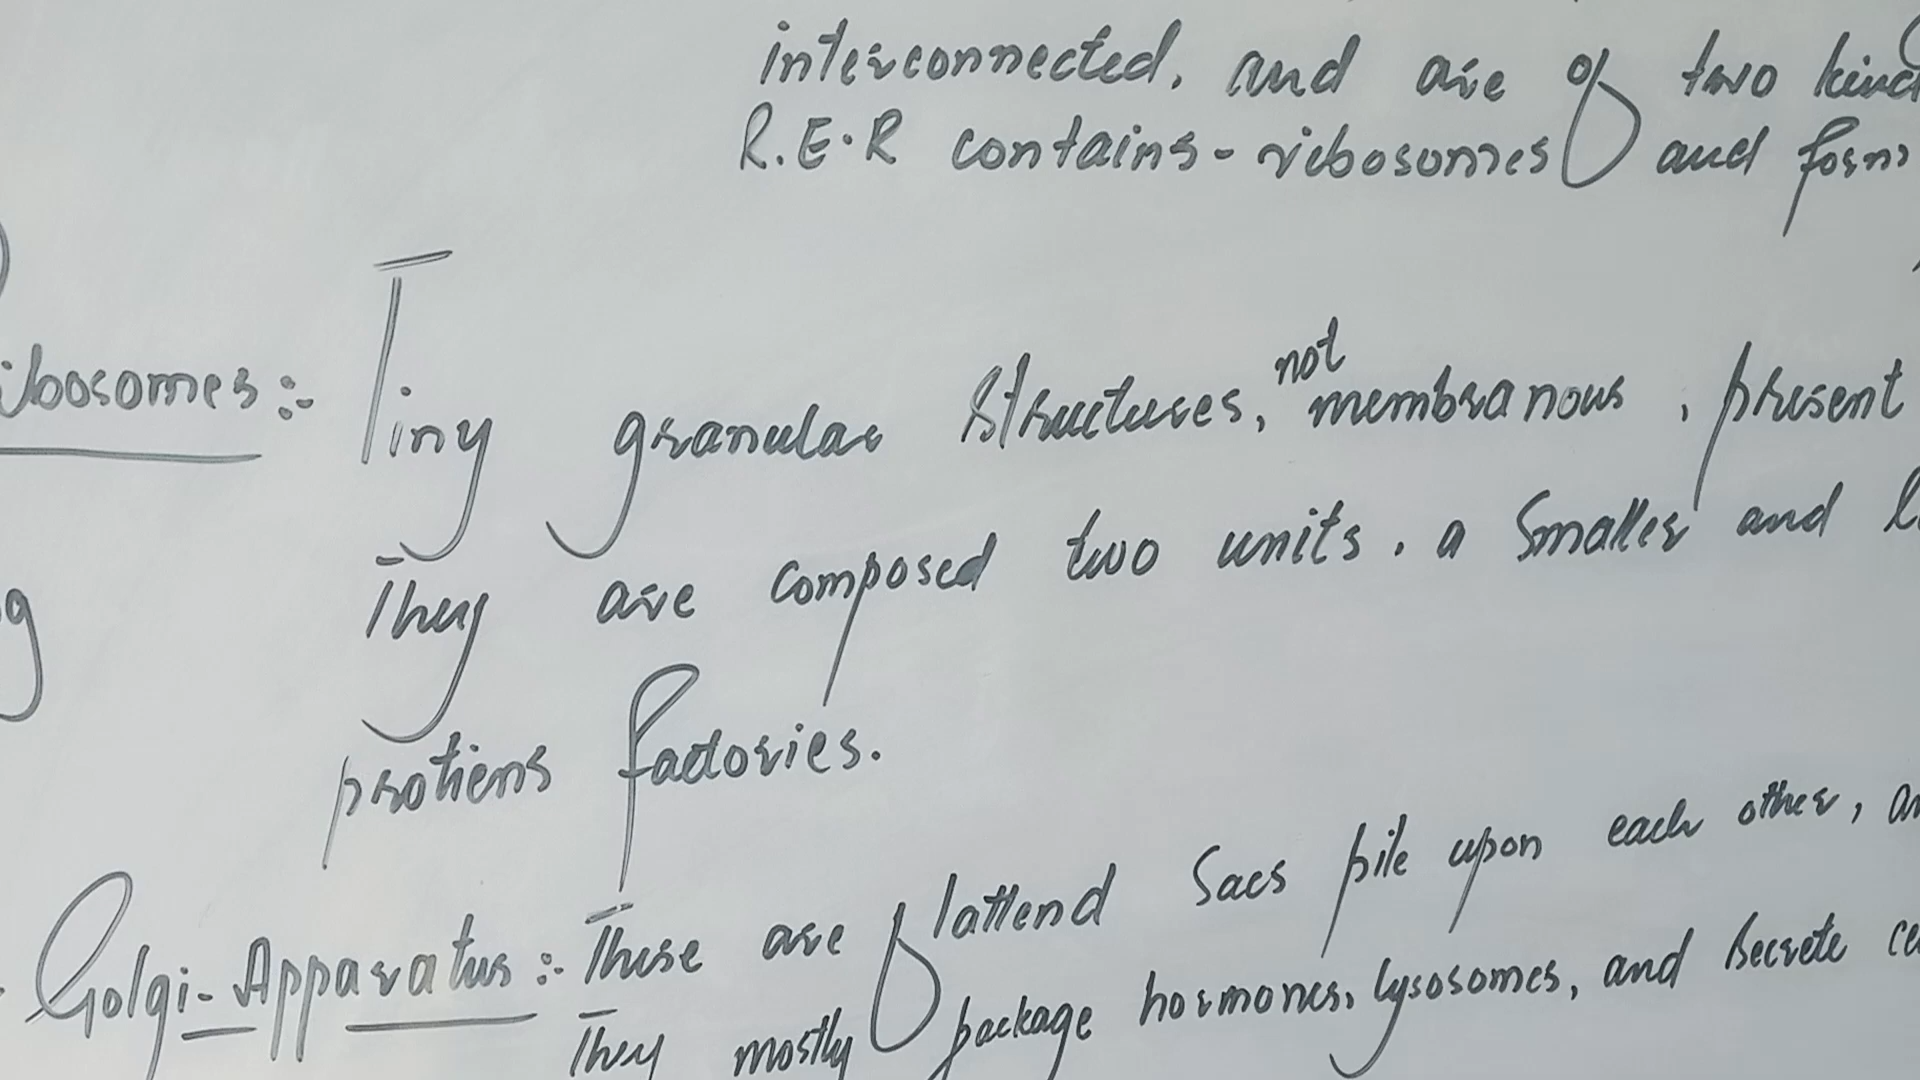 interconnected, and are of two kind
R.E.R contains - ribosomes and form
ibosomes:- Tiny granular structures, not membranous, present
They are composed two units. a smaller and l
protiens factories.
Golgi-Apparatus:- These are flattend sacs pile upon each other, an
They mostly package hormones, lysosomes, and secrete ce